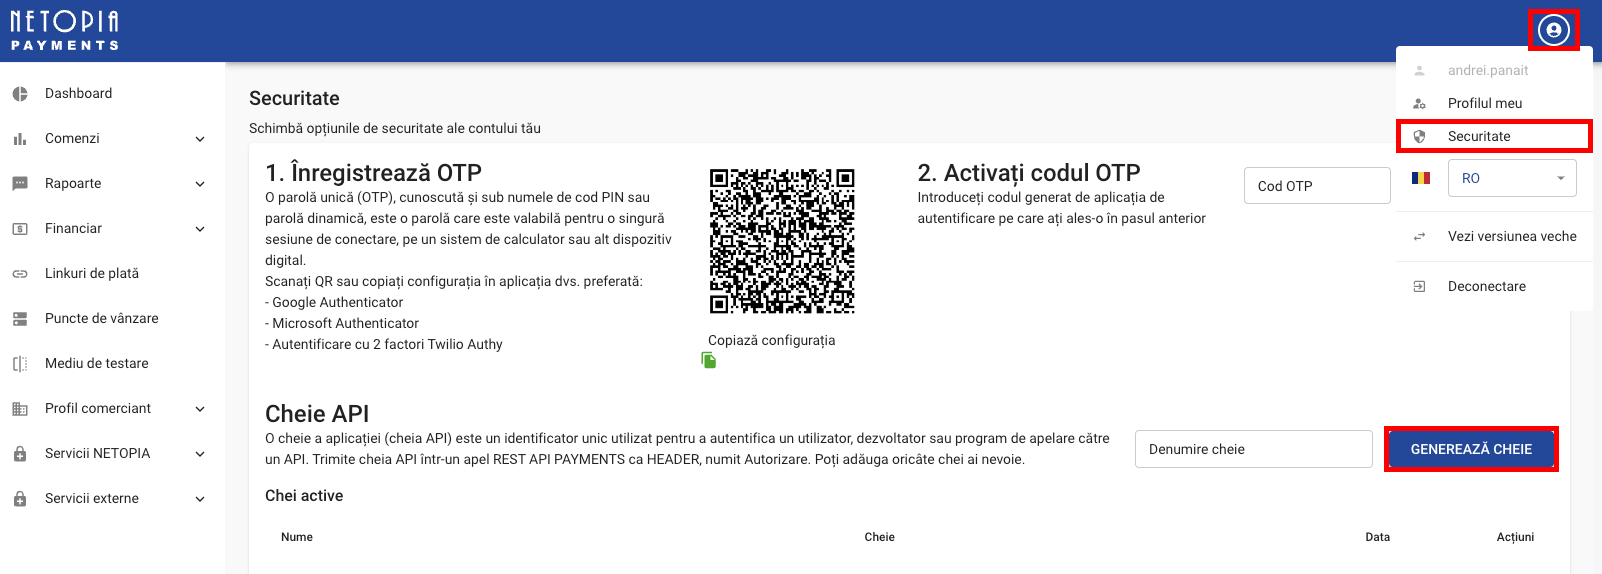 NETOPIA
PAYMENTS
andrei.panait
Profilul meu
Securitate
RO
Vezi versiunea veche
Deconectare
Dashboard
Comenzi
Rapoarte
Financiar
Linkuri de plată
Puncte de vânzare
Mediu de testare
Profil comerciant
Servicii NETOPIA
Servicii externe
Securitate
Schimbă opțiunile de securitate ale contului tău
1. Înregistrează OTP
O parolă unică (OTP), cunoscută și sub numele de cod PIN sau
parolă dinamică, este o parolă care este valabilă pentru o singură
sesiune de conectare, pe un sistem de calculator sau alt dispozitiv
digital.
Scanați QR sau copiați configurația în aplicația dvs. preferată:
- Google Authenticator
- Microsoft Authenticator
- Autentificare cu 2 factori Twilio Authy
Copiază configurația
2. Activați codul OTP
Introduceți codul generat de aplicația de
autentificare pe care ați ales-o în pasul anterior
Cod OTP
Cheie API
O cheie a aplicației (cheia API) este un identificator unic utilizat pentru a autentifica un utilizator, dezvoltator sau program de apelare către
un API. Trimite cheia API într-un apel REST API PAYMENTS ca HEADER, numit Autorizare. Poți adăuga oricâte chei ai nevoie.
Denumire cheie
GENEREAZĂ CHEIE
Chei active
Nume Cheie Data Acțiuni